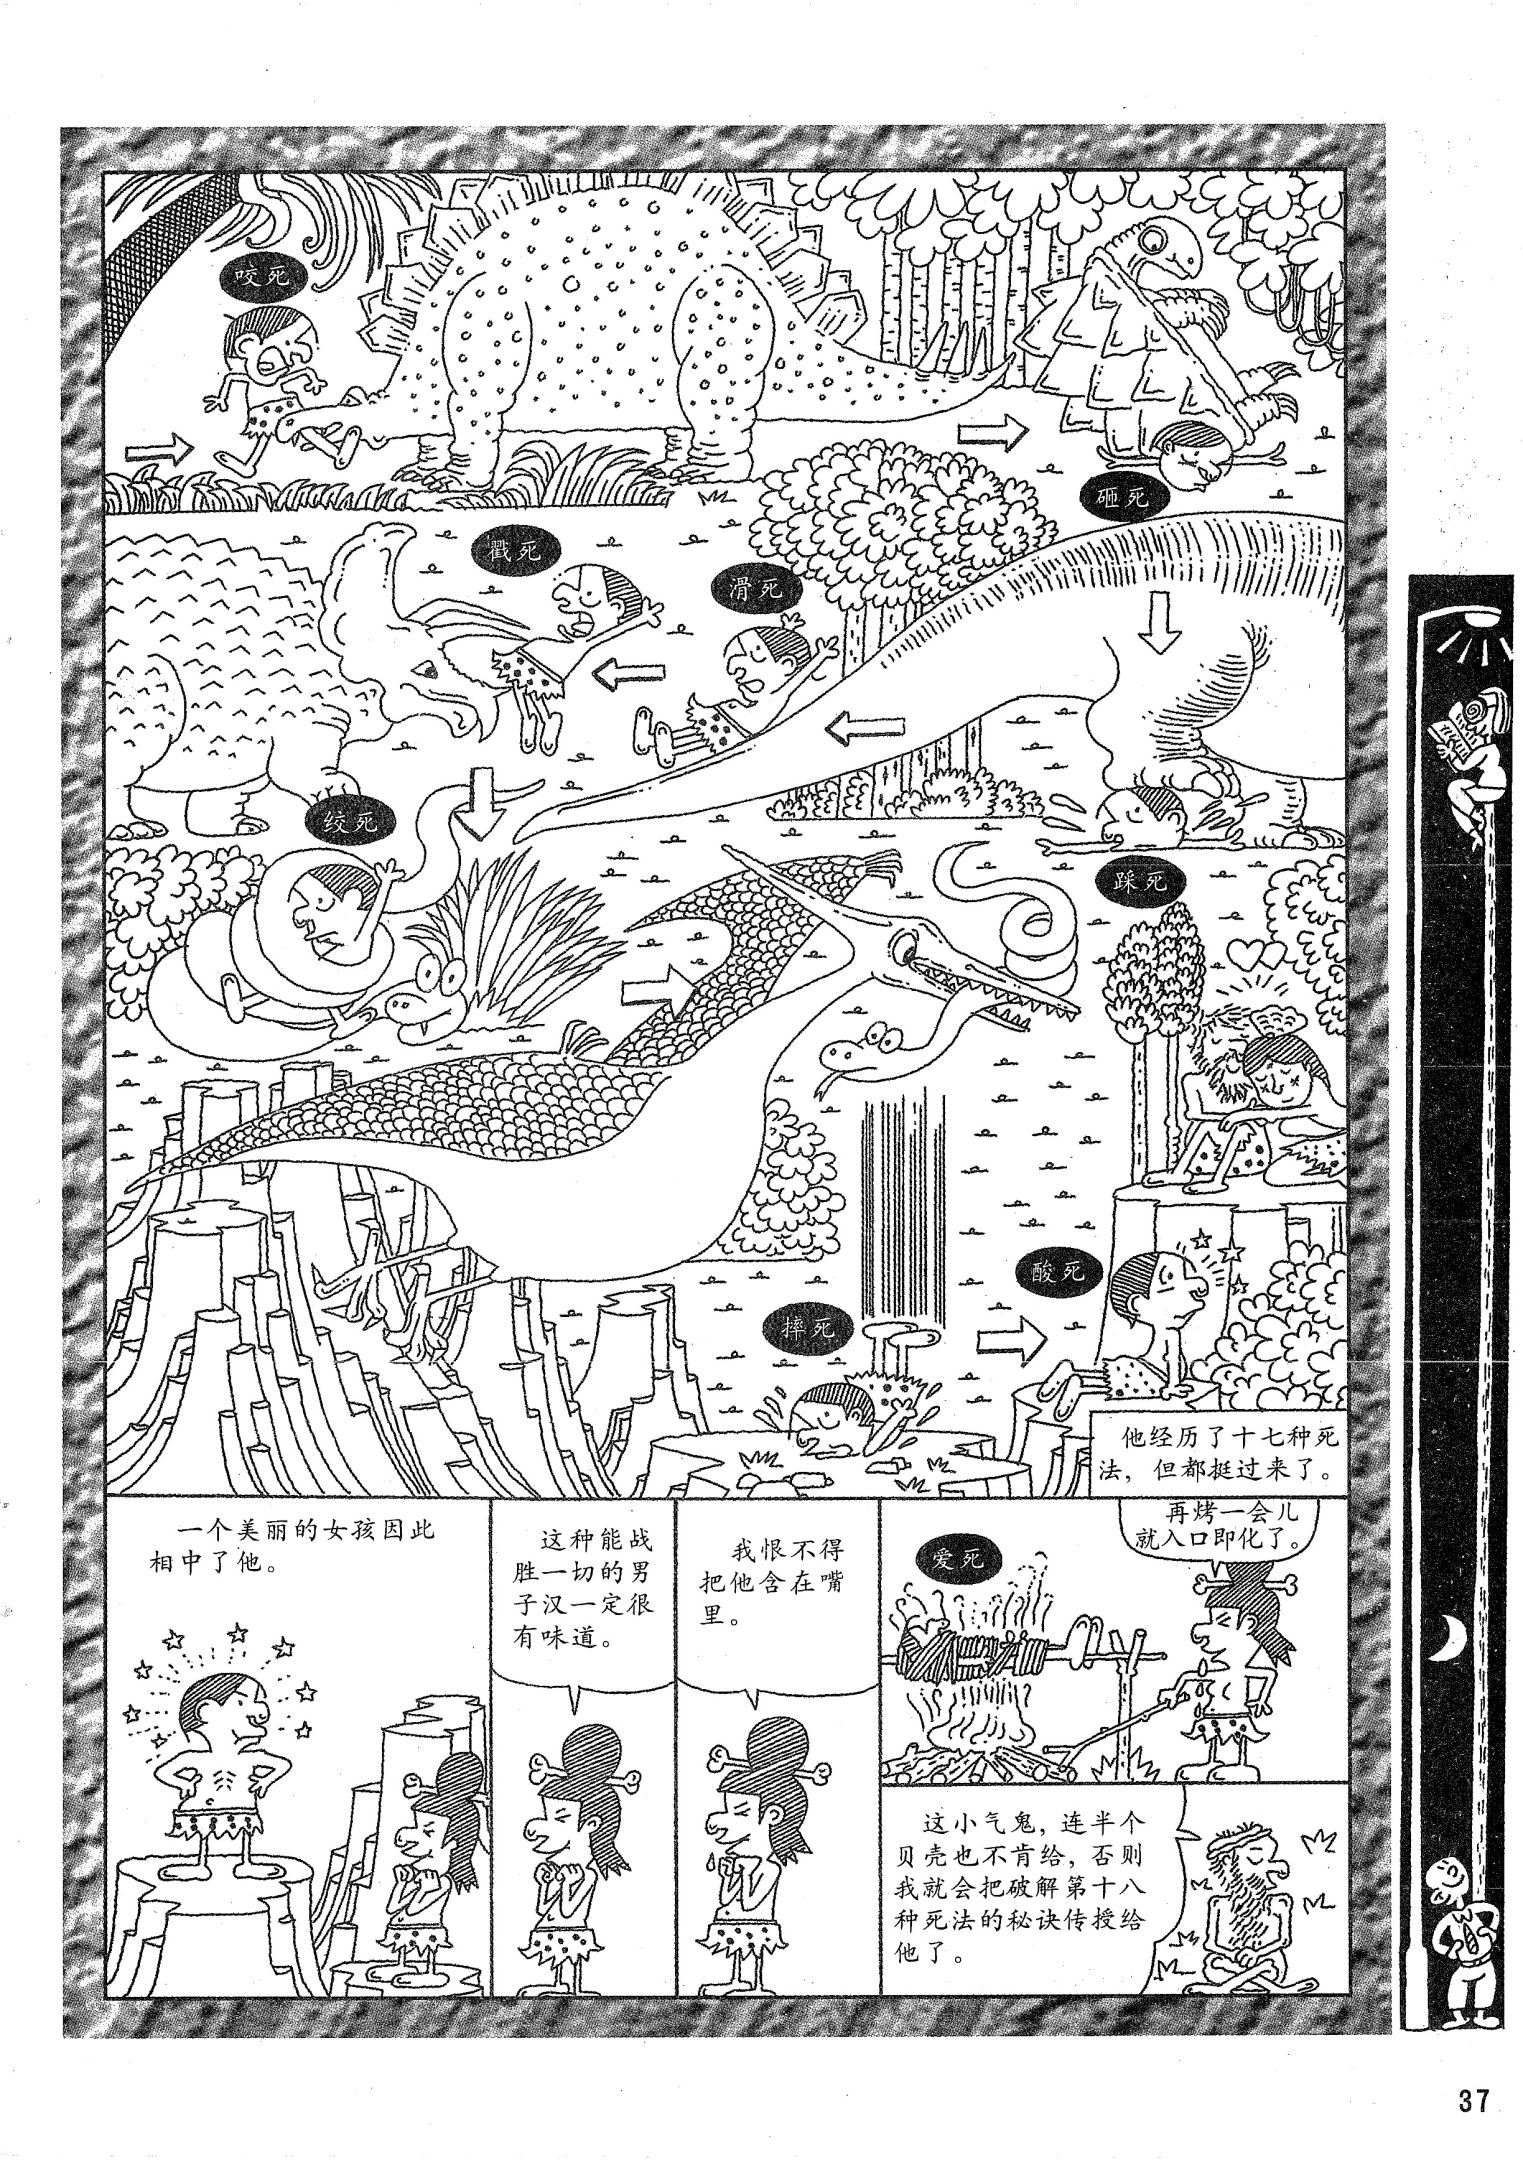 咬死
砸死
戳死
滑死
绞死
踩死
酸死
摔死
他经历了十七种死
法，但都挺过来了。
一个美丽的女孩因此
相中了他。
这种能战
胜一切的男
子汉一定很
有味道。
我恨不得
把他含在嘴
里。
爱死
再烤一会儿
就入口即化了。
这小气鬼，连半个
贝壳也不肯给，否则
我就会把破解第十八
种死法的秘诀传授给
他了。
37